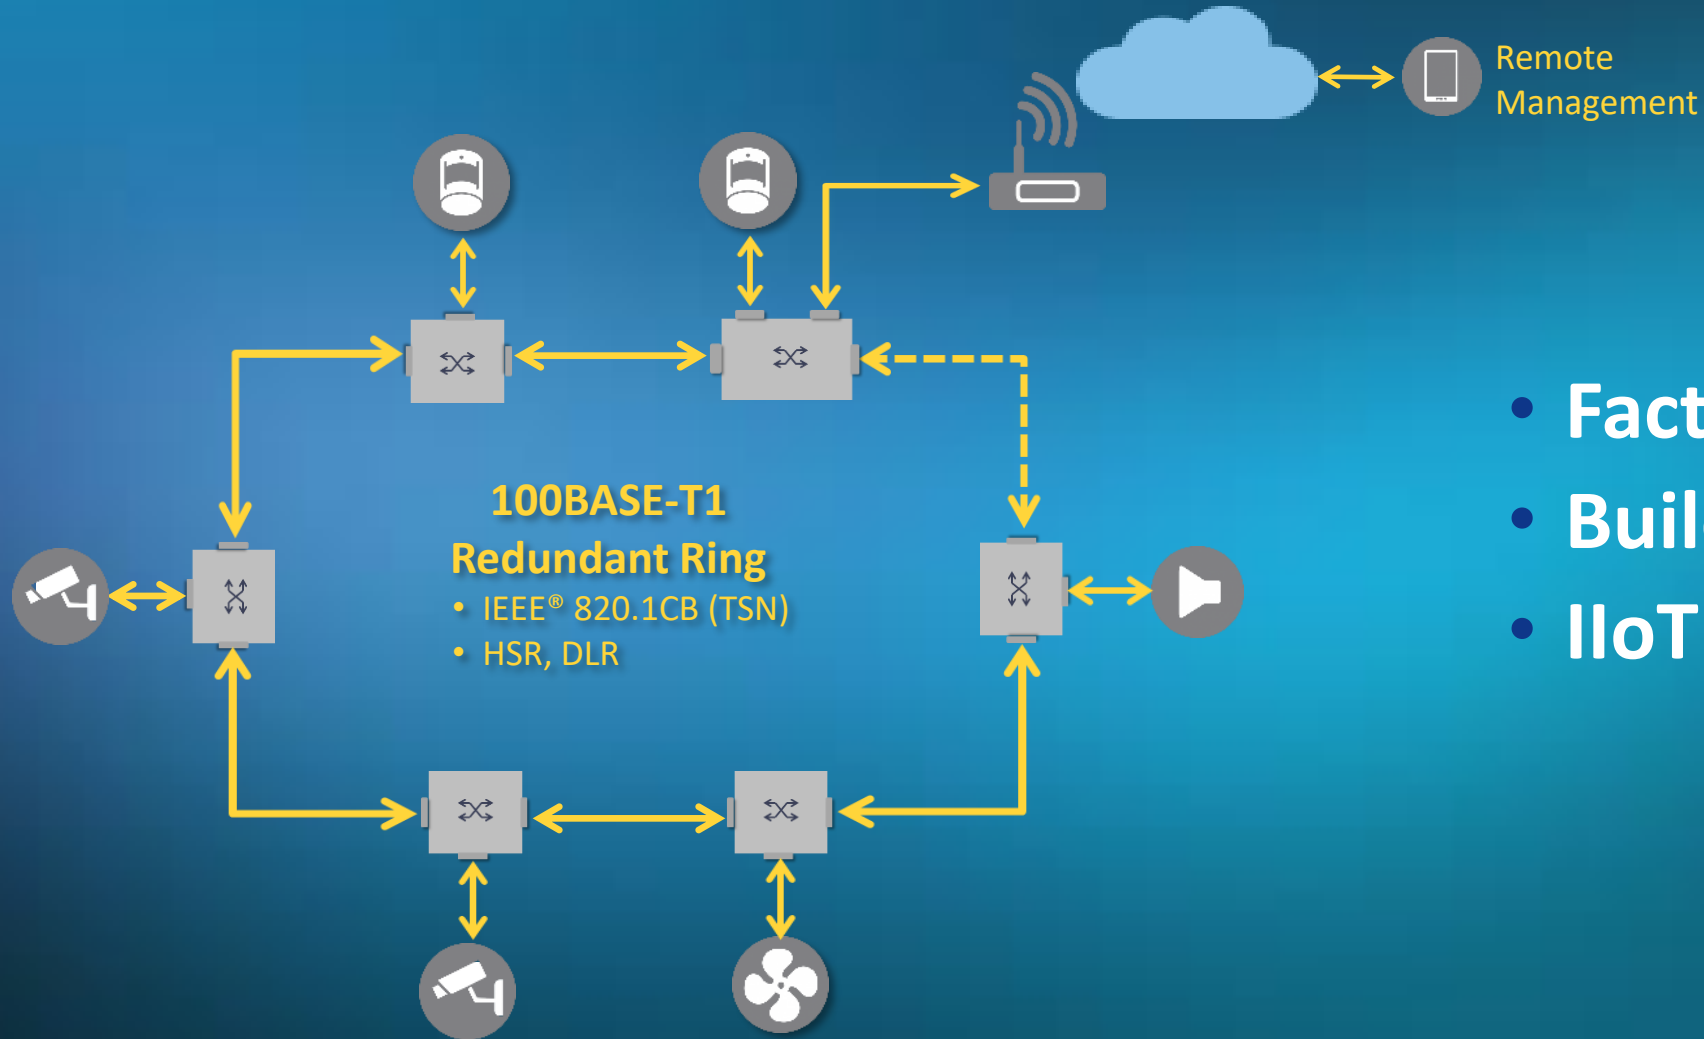 Remote
Management
100BASE-T1
Redundant Ring
• IEEE® 820.1CB (TSN)
• HSR, DLR
• Fact
• Buil
• IIoT